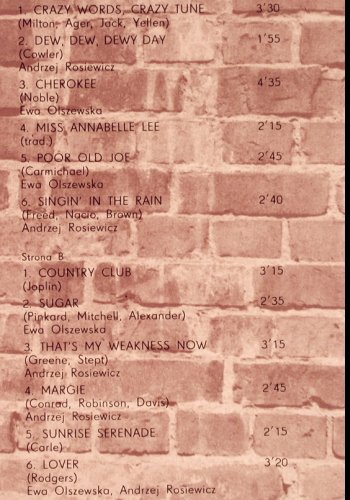 1. CRAZY WORDS, CRAZY TUNE 3'30
(Milton, Ager, Jack, Yellen)
2. DEW, DEW, DEWY DAY 1'55
(Cowler)
Andrzej Rosiewicz
3. CHEROKEE 4'35
(Noble)
Ewa Olszewska
4. MISS ANNABELLE LEE 2'15
(trad.)
5. POOR OLD JOE 2'45
(Carmichael)
Ewa Olszewska
6. SINGIN' IN THE RAIN 2'40
(Freed, Nacio, Brown)
Andrzej Rosiewicz
Strona B
1. COUNTRY CLUB 3'15
(Joplin)
2. SUGAR 2'35
(Pinkard, Mitchell, Alexander)
Ewa Olszewska
3. THAT'S MY WEAKNESS NOW 3'15
(Greene, Stept)
Andrzej Rosiewicz
4. MARGIE 2'45
(Conrad, Robinson, Davis)
Andrzej Rosiewicz
5. SUNRISE SERENADE 2'15
(Carle)
6. LOVER 3'20
(Rodgers)
Ewa Olszewska, Andrzej Rosiewicz